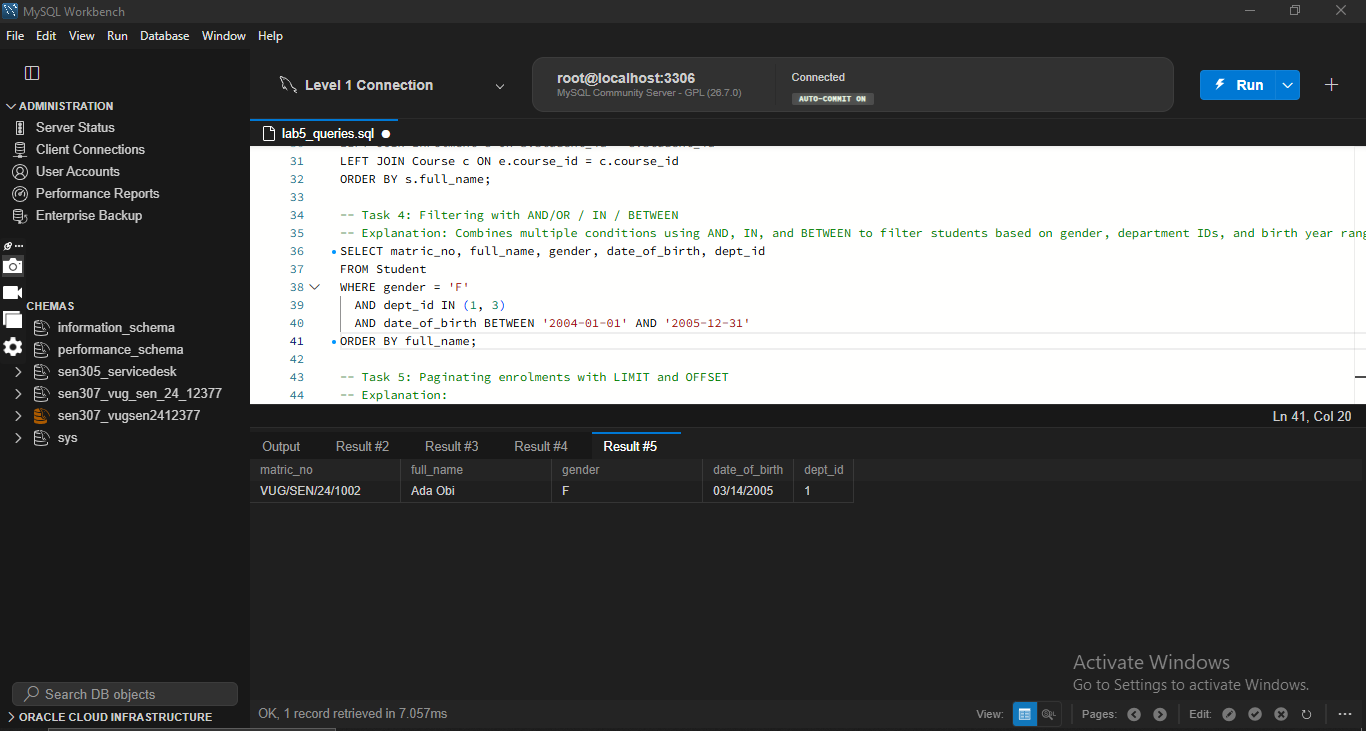 MySQL Workbench
File Edit View Run Database Window Help
Level 1 Connection
root@localhost:3306
MySQL Community Server - GPL (26.7.0)
Connected
AUTO-COMMIT ON
Run
ADMINISTRATION
Server Status
Client Connections
User Accounts
Performance Reports
Enterprise Backup
CHEMAS
information_schema
performance_schema
sen305_servicedesk
sen307_vug_sen_24_12377
sen307_vugsen2412377
sys
Search DB objects
ORACLE CLOUD INFRASTRUCTURE
lab5_queries.sql
31 LEFT JOIN Course c ON e.course_id = c.course_id
32 ORDER BY s.full_name;
33
34 -- Task 4: Filtering with AND/OR / IN / BETWEEN
35 -- Explanation: Combines multiple conditions using AND, IN, and BETWEEN to filter students based on gender, department IDs, and birth year rang
36 SELECT matric_no, full_name, gender, date_of_birth, dept_id
37 FROM Student
38 WHERE gender = 'F'
39 AND dept_id IN (1, 3)
40 AND date_of_birth BETWEEN '2004-01-01' AND '2005-12-31'
41 ORDER BY full_name;
42
43 -- Task 5: Paginating enrolments with LIMIT and OFFSET
44 -- Explanation:
Ln 41, Col 20
Output Result #2 Result #3 Result #4 Result #5
matric_no full_name gender date_of_birth dept_id
VUG/SEN/24/1002 Ada Obi F 03/14/2005 1
Activate Windows
Go to Settings to activate Windows.
OK, 1 record retrieved in 7.057ms
View: Pages: Edit: